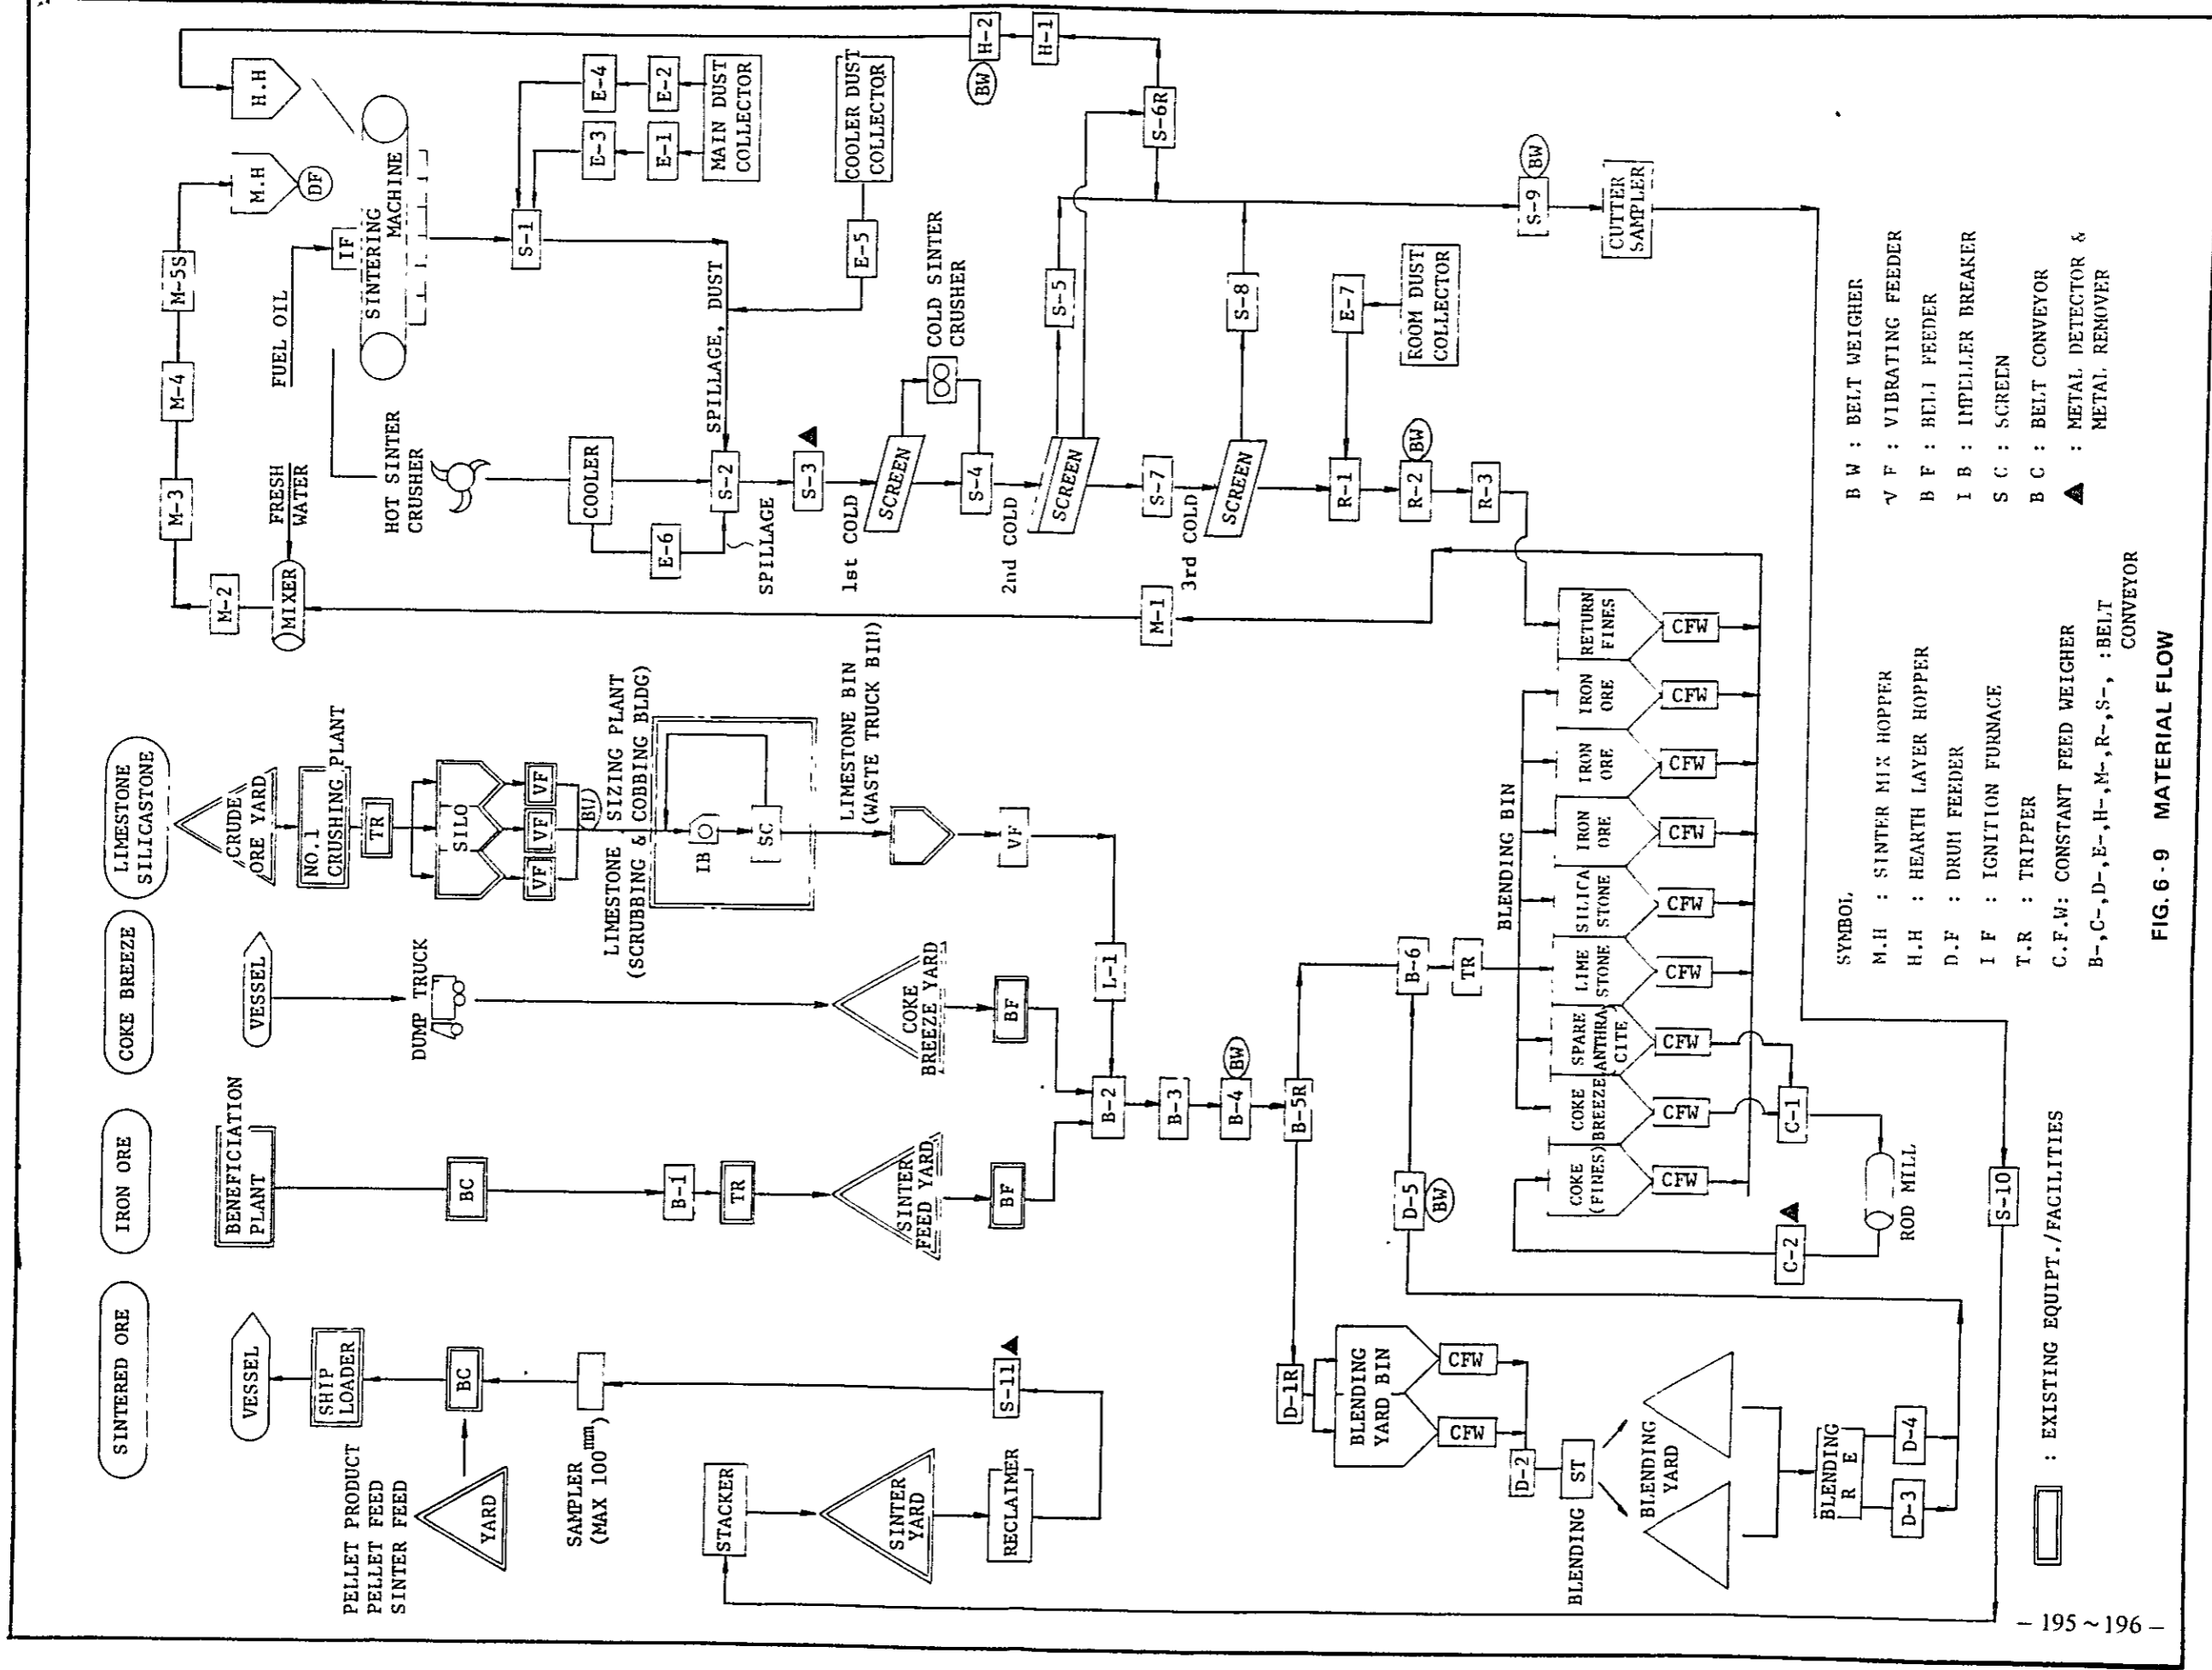 SINTERED ORE
IRON ORE
COKE BREEZE
LIMESTONE
SILICASTONE
VESSEL
SHIP
LOADER
BC
PELLET PRODUCT
PELLET FEED
SINTER FEED
YARD
SAMPLER
(MAX 100mm)
STACKER
SINTER
YARD
RECLAIMER
S-11
BENEFICIATION
PLANT
BC
B-1
TR
SINTER
FEED YARD
BF
VESSEL
DUMP TRUCK
COKE
BREEZE YARD
BF
CRUDE
ORE YARD
NO.1
CRUSHING PLANT
TR
SILO
VF
VF
VF
BW
LIMESTONE SIZING PLANT
(SCRUBBING & COBBING BLDG)
IB
SC
LIMESTONE BIN
(WASTE TRUCK BIN)
VF
L-1
B-2
B-3
B-4
BW
B-5R
D-1R
BLENDING
YARD BIN
CFW
CFW
D-2
ST
BLENDING
BLENDING
YARD
BLENDING
R E
D-3
D-4
D-5
BW
B-6
TR
BLENDING BIN
COKE
(FINES)
COKE
BREEZE
SPARE
ANTHRA
CITE
LIME
STONE
SILICA
STONE
IRON
ORE
IRON
ORE
IRON
ORE
RETURN
FINES
CFW
CFW
CFW
CFW
CFW
CFW
CFW
CFW
CFW
C-1
ROD MILL
C-2
S-10
M-1
MIXER
FRESH
WATER
M-2
M-3
M-4
M-5S
M.H
DF
H.H
FUEL OIL
IF
SINTERING
MACHINE
HOT SINTER
CRUSHER
COOLER
E-6
SPILLAGE
S-1
E-3
E-4
E-1
E-2
MAIN DUST
COLLECTOR
COOLER DUST
COLLECTOR
E-5
SPILLAGE, DUST
S-2
S-3
1st COLD
SCREEN
COLD SINTER
CRUSHER
S-4
2nd COLD
SCREEN
S-5
S-6R
H-1
H-2
BW
S-7
3rd COLD
SCREEN
S-8
R-1
E-7
ROOM DUST
COLLECTOR
R-2
BW
R-3
S-9
BW
CUTTER
SAMPLER
SYMBOL
M.H : SINTER MIX HOPPER
H.H : HEARTH LAYER HOPPER
D.F : DRUM FEEDER
I F : IGNITION FURNACE
T.R : TRIPPER
C.F.W: CONSTANT FEED WEIGHER
B-,C-,D-,E-,H-,M-,R-,S-, :BELT
CONVEYOR
B W : BELT WEIGHER
V F : VIBRATING FEEDER
B F : BELT FEEDER
I B : IMPELLER BREAKER
S C : SCREEN
B C : BELT CONVEYOR
▲ : METAL DETECTOR &
METAL REMOVER
: EXISTING EQUIPT./FACILITIES
FIG. 6-9 MATERIAL FLOW
– 195 ~ 196 –